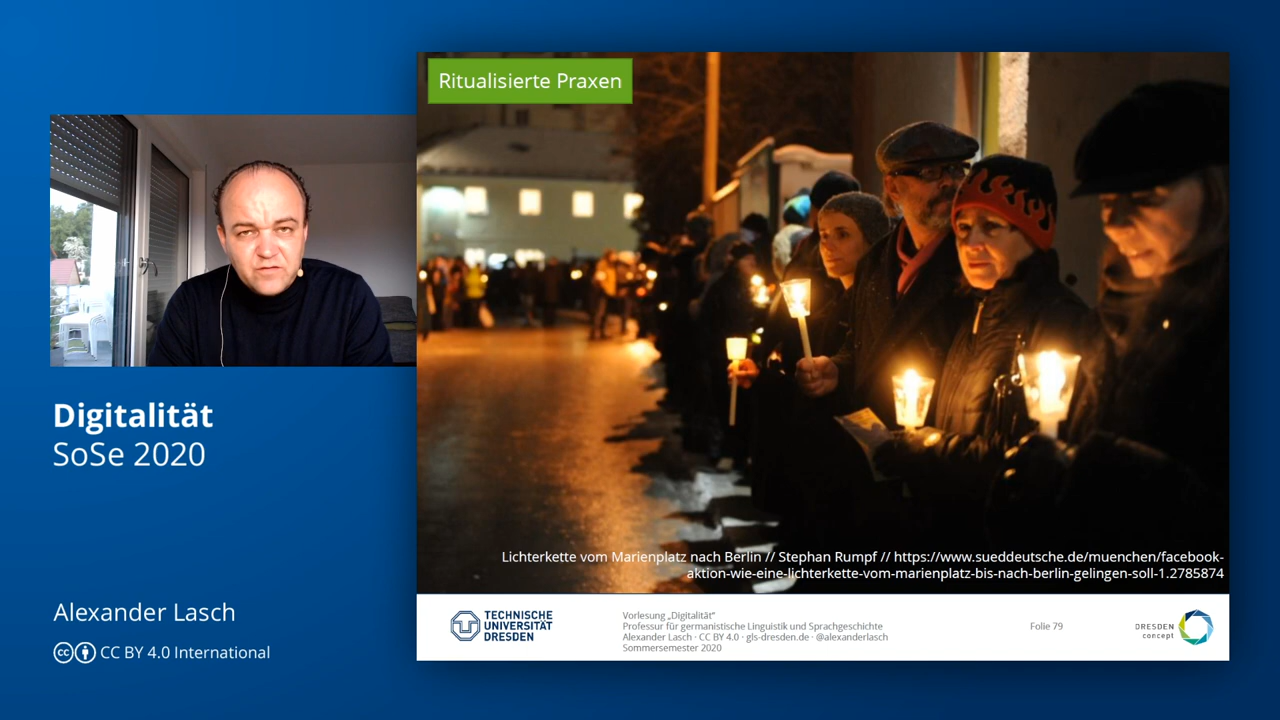 Ritualisierte Praxen
Digitalität
SoSe 2020
Lichterkette vom Marienplatz nach Berlin // Stephan Rumpf // https://www.sueddeutsche.de/muenchen/facebook-
aktion-wie-eine-lichterkette-vom-marienplatz-bis-nach-berlin-gelingen-soll-1.2785874
Alexander Lasch
CC BY 4.0 International
TECHNISCHE
UNIVERSITÄT
DRESDEN
Vorlesung „Digitalität“
Professur für germanistische Linguistik und Sprachgeschichte
Alexander Lasch · CC BY 4.0 · gls-dresden.de · @alexanderlasch
Sommersemester 2020
Folie 79
DRESDEN
concept